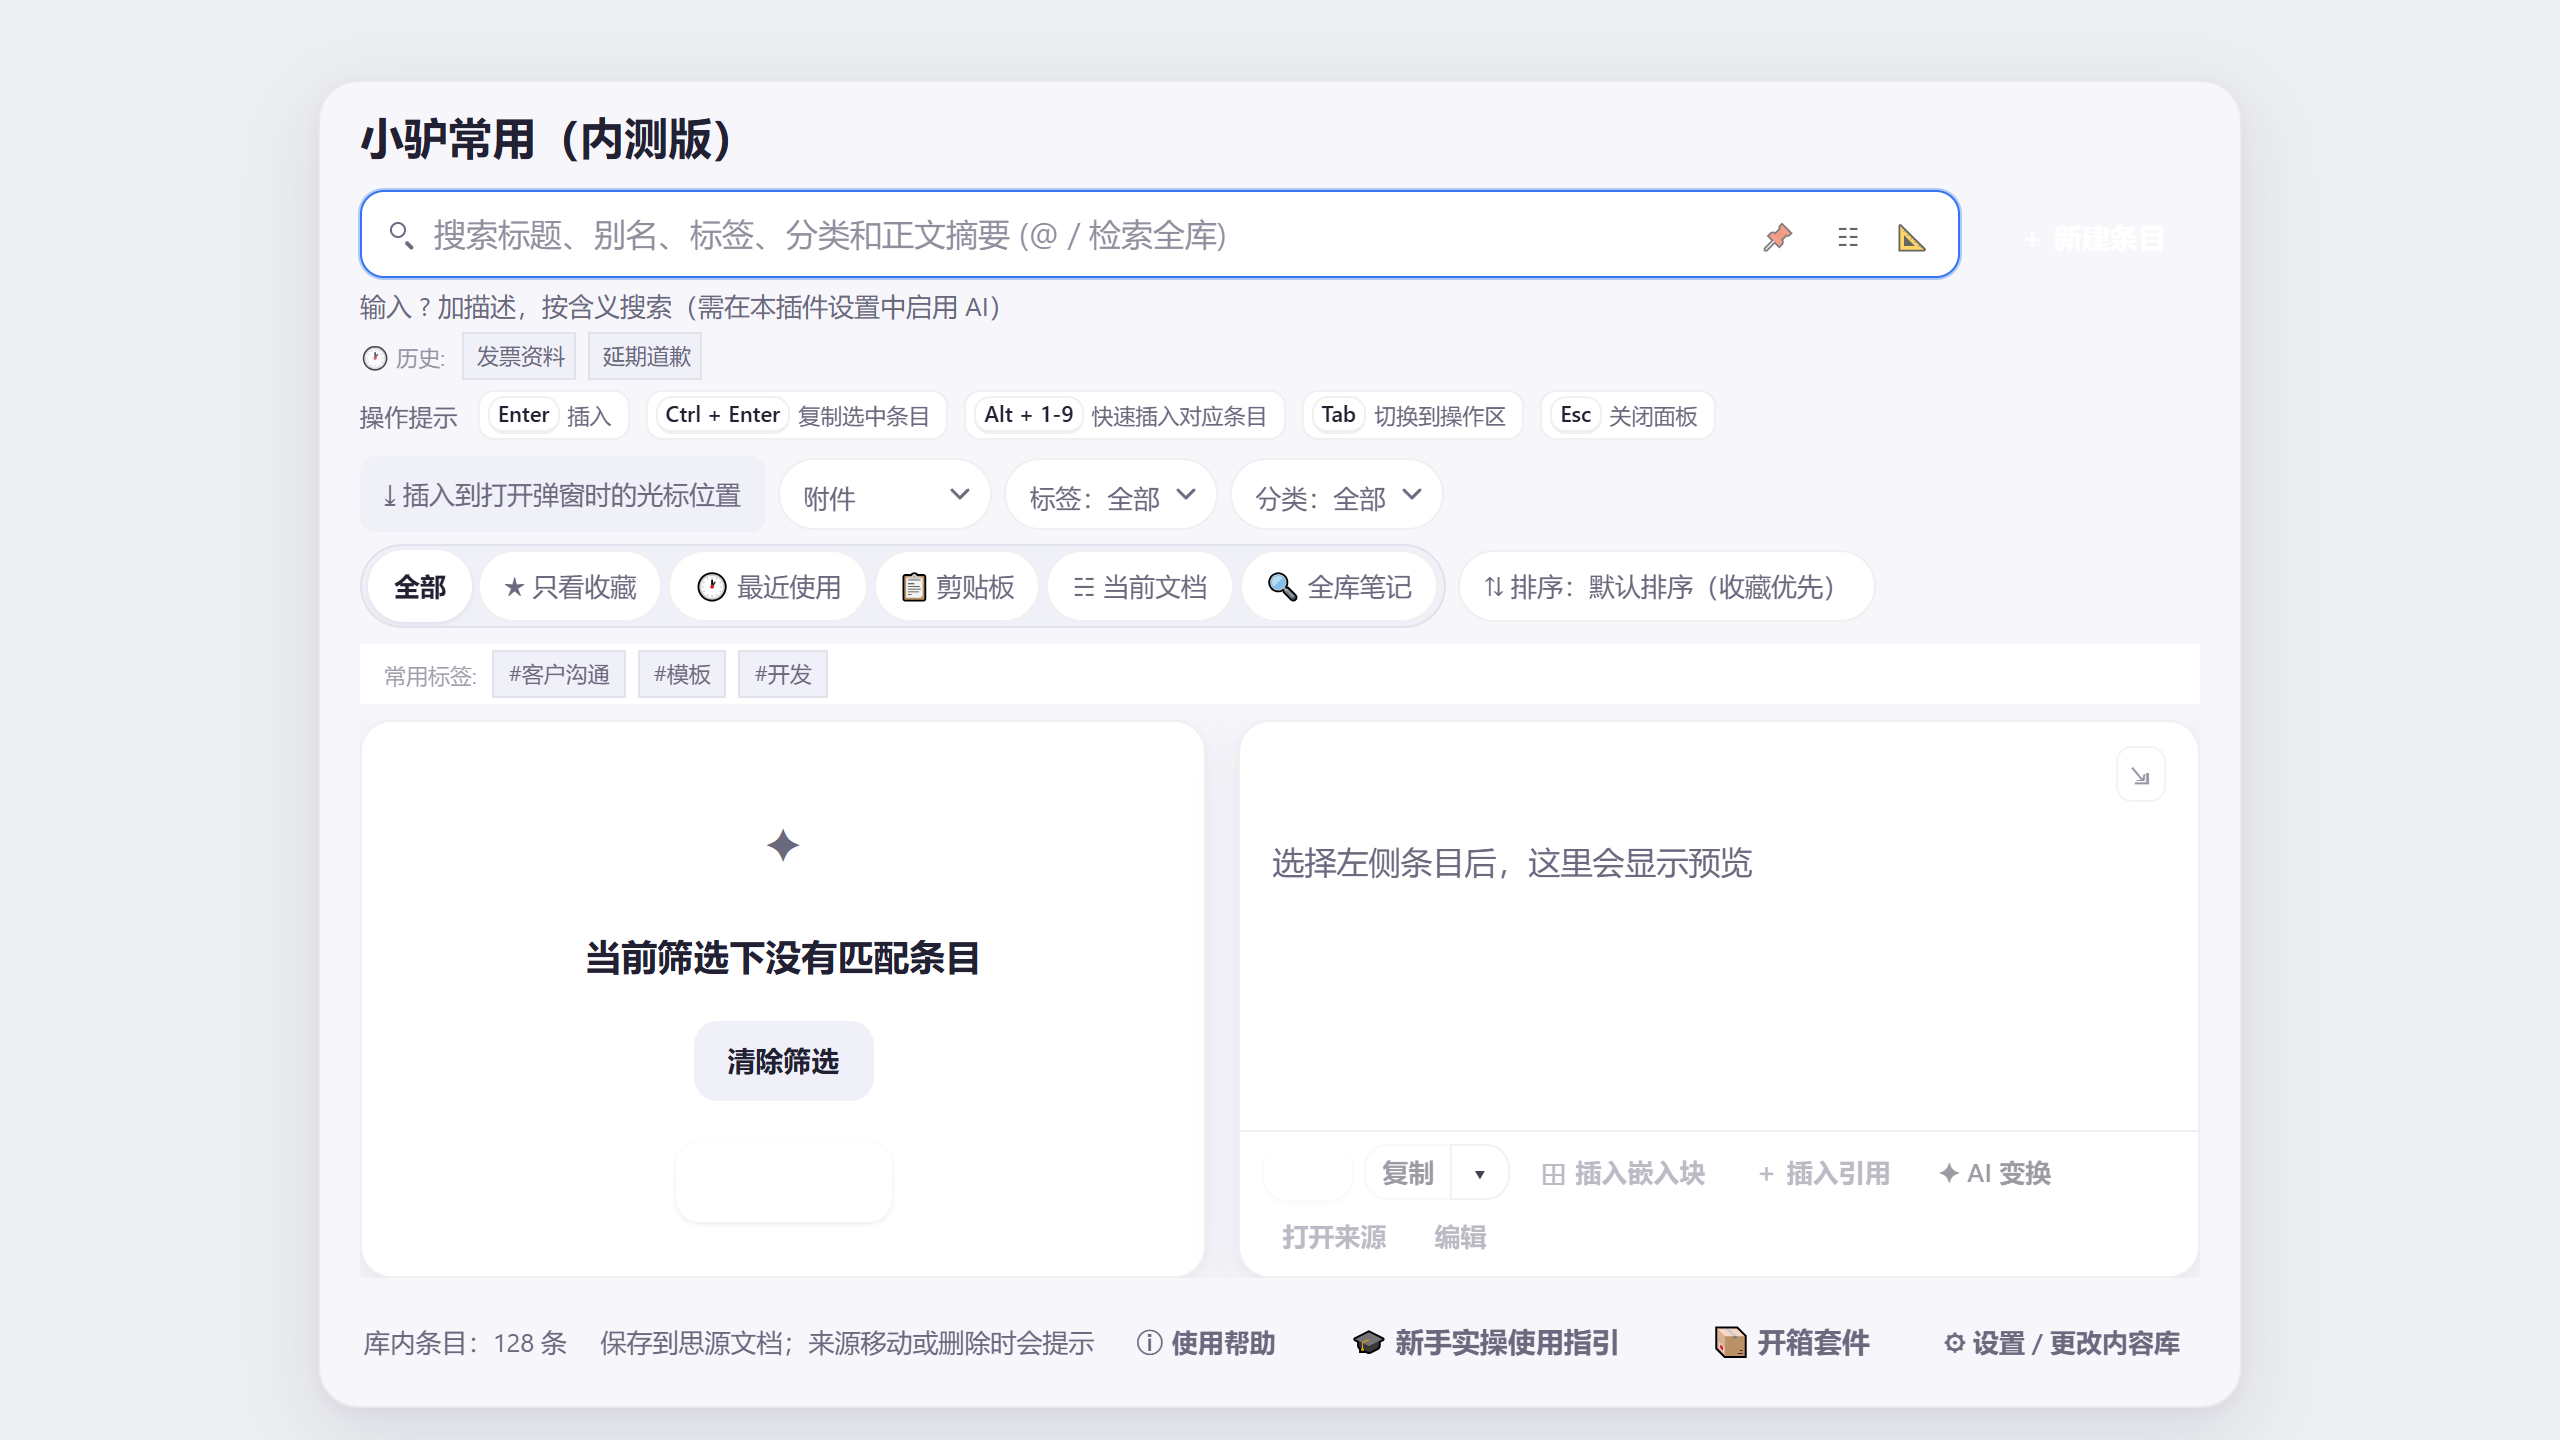 小驴常用（内测版）
搜索标题、别名、标签、分类和正文摘要 (@ / 检索全库)
+ 新建条目
输入 ? 加描述，按含义搜索（需在本插件设置中启用 AI）
历史: 发票资料 延期道歉
操作提示 Enter 插入 Ctrl + Enter 复制选中条目 Alt + 1-9 快速插入对应条目 Tab 切换到操作区 Esc 关闭面板
⤓ 插入到打开弹窗时的光标位置 附件 标签：全部 分类：全部
全部 ★ 只看收藏 最近使用 剪贴板 ☵ 当前文档 全库笔记 ⇅ 排序：默认排序（收藏优先）
常用标签: #客户沟通 #模板 #开发
当前筛选下没有匹配条目
清除筛选
选择左侧条目后，这里会显示预览
复制 ▾ 田 插入嵌入块 + 插入引用 ✦ AI 变换
打开来源 编辑
库内条目：128 条 保存到思源文档；来源移动或删除时会提示 ⓘ 使用帮助 🎓 新手实操使用指引 📦 开箱套件 ⚙ 设置 / 更改内容库